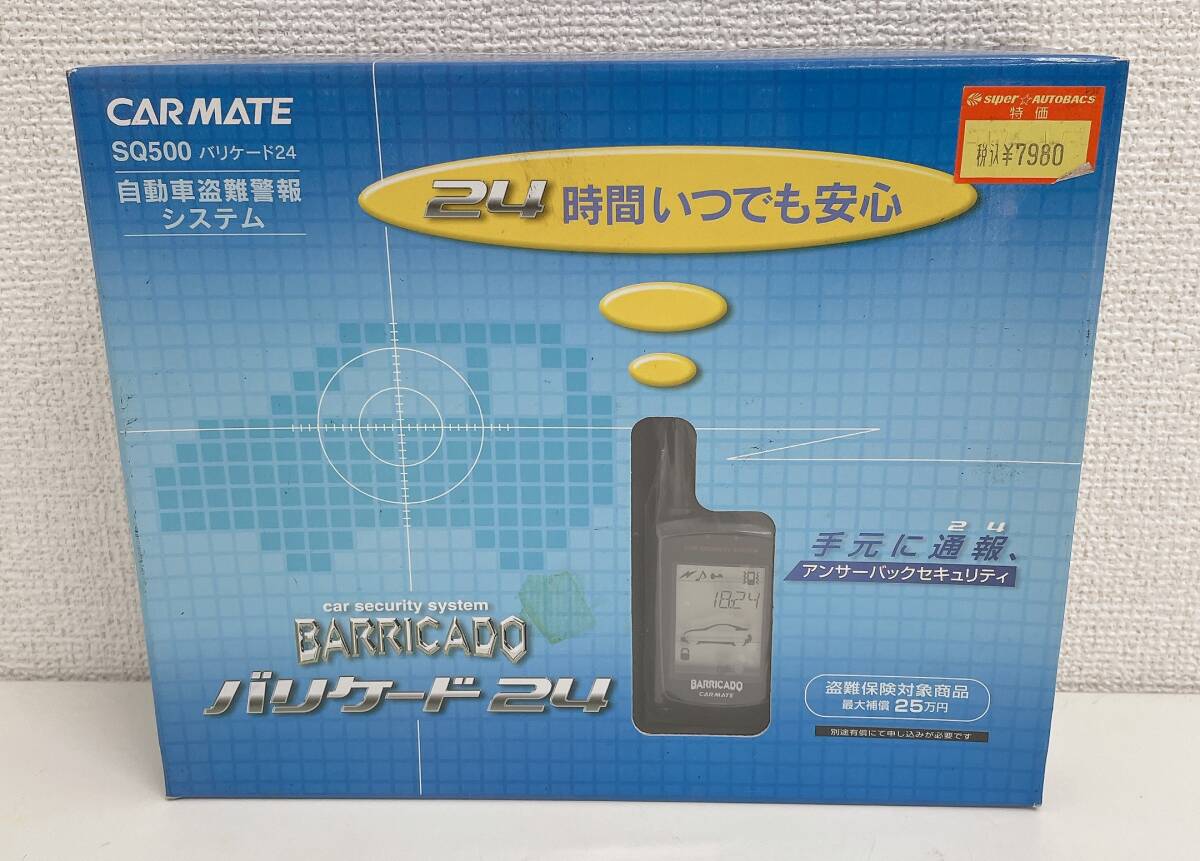 CARMATE
SQ500 バリケード24
自動車盗難警報
システム
super☆AUTOBACS
特価
税込¥7980
24時間いつでも安心
24
手元に通報、
アンサーバックセキュリティ
18:24
BARRICADO
CARMATE
car security system
BARRICADO
バリケード24
盗難保険対象商品
最大補償 25万円
別途有償にて申し込みが必要です